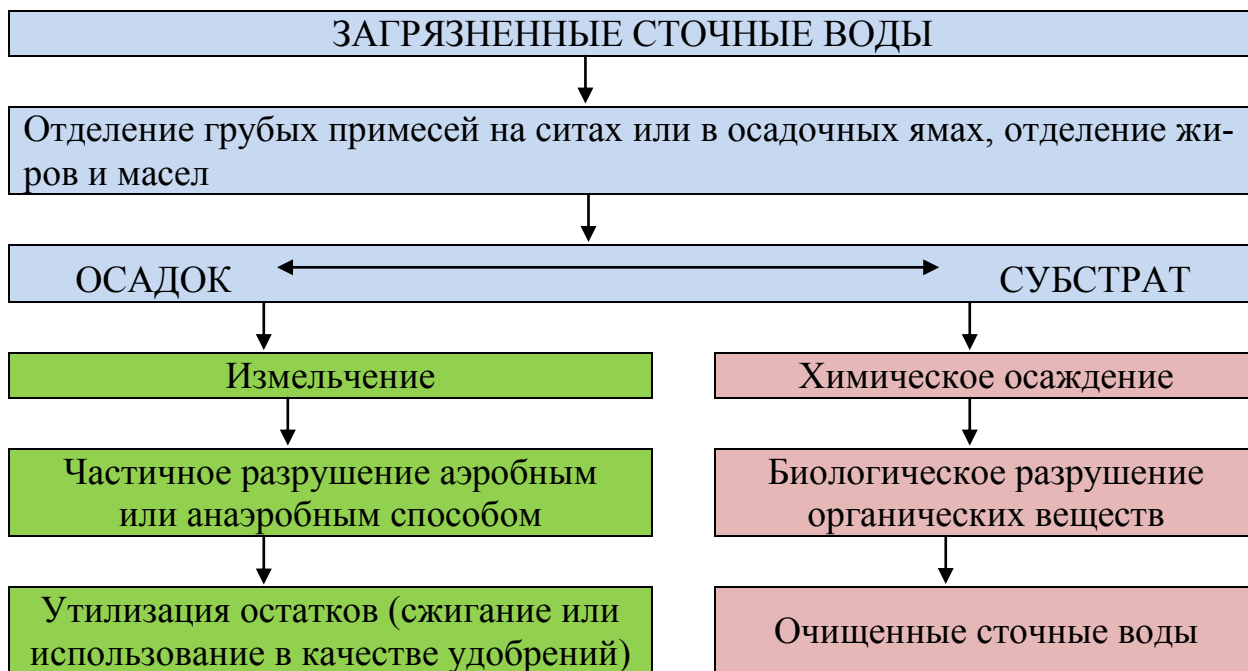 ЗАГРЯЗНЕННЫЕ СТОЧНЫЕ ВОДЫ
Отделение грубых примесей на ситах или в осадочных ямах, отделение жи-
ров и масел
ОСАДОК
СУБСТРАТ
Измельчение
Частичное разрушение аэробным
или анаэробным способом
Утилизация остатков (сжигание или
использование в качестве удобрений)
Химическое осаждение
Биологическое разрушение
органических веществ
Очищенные сточные воды